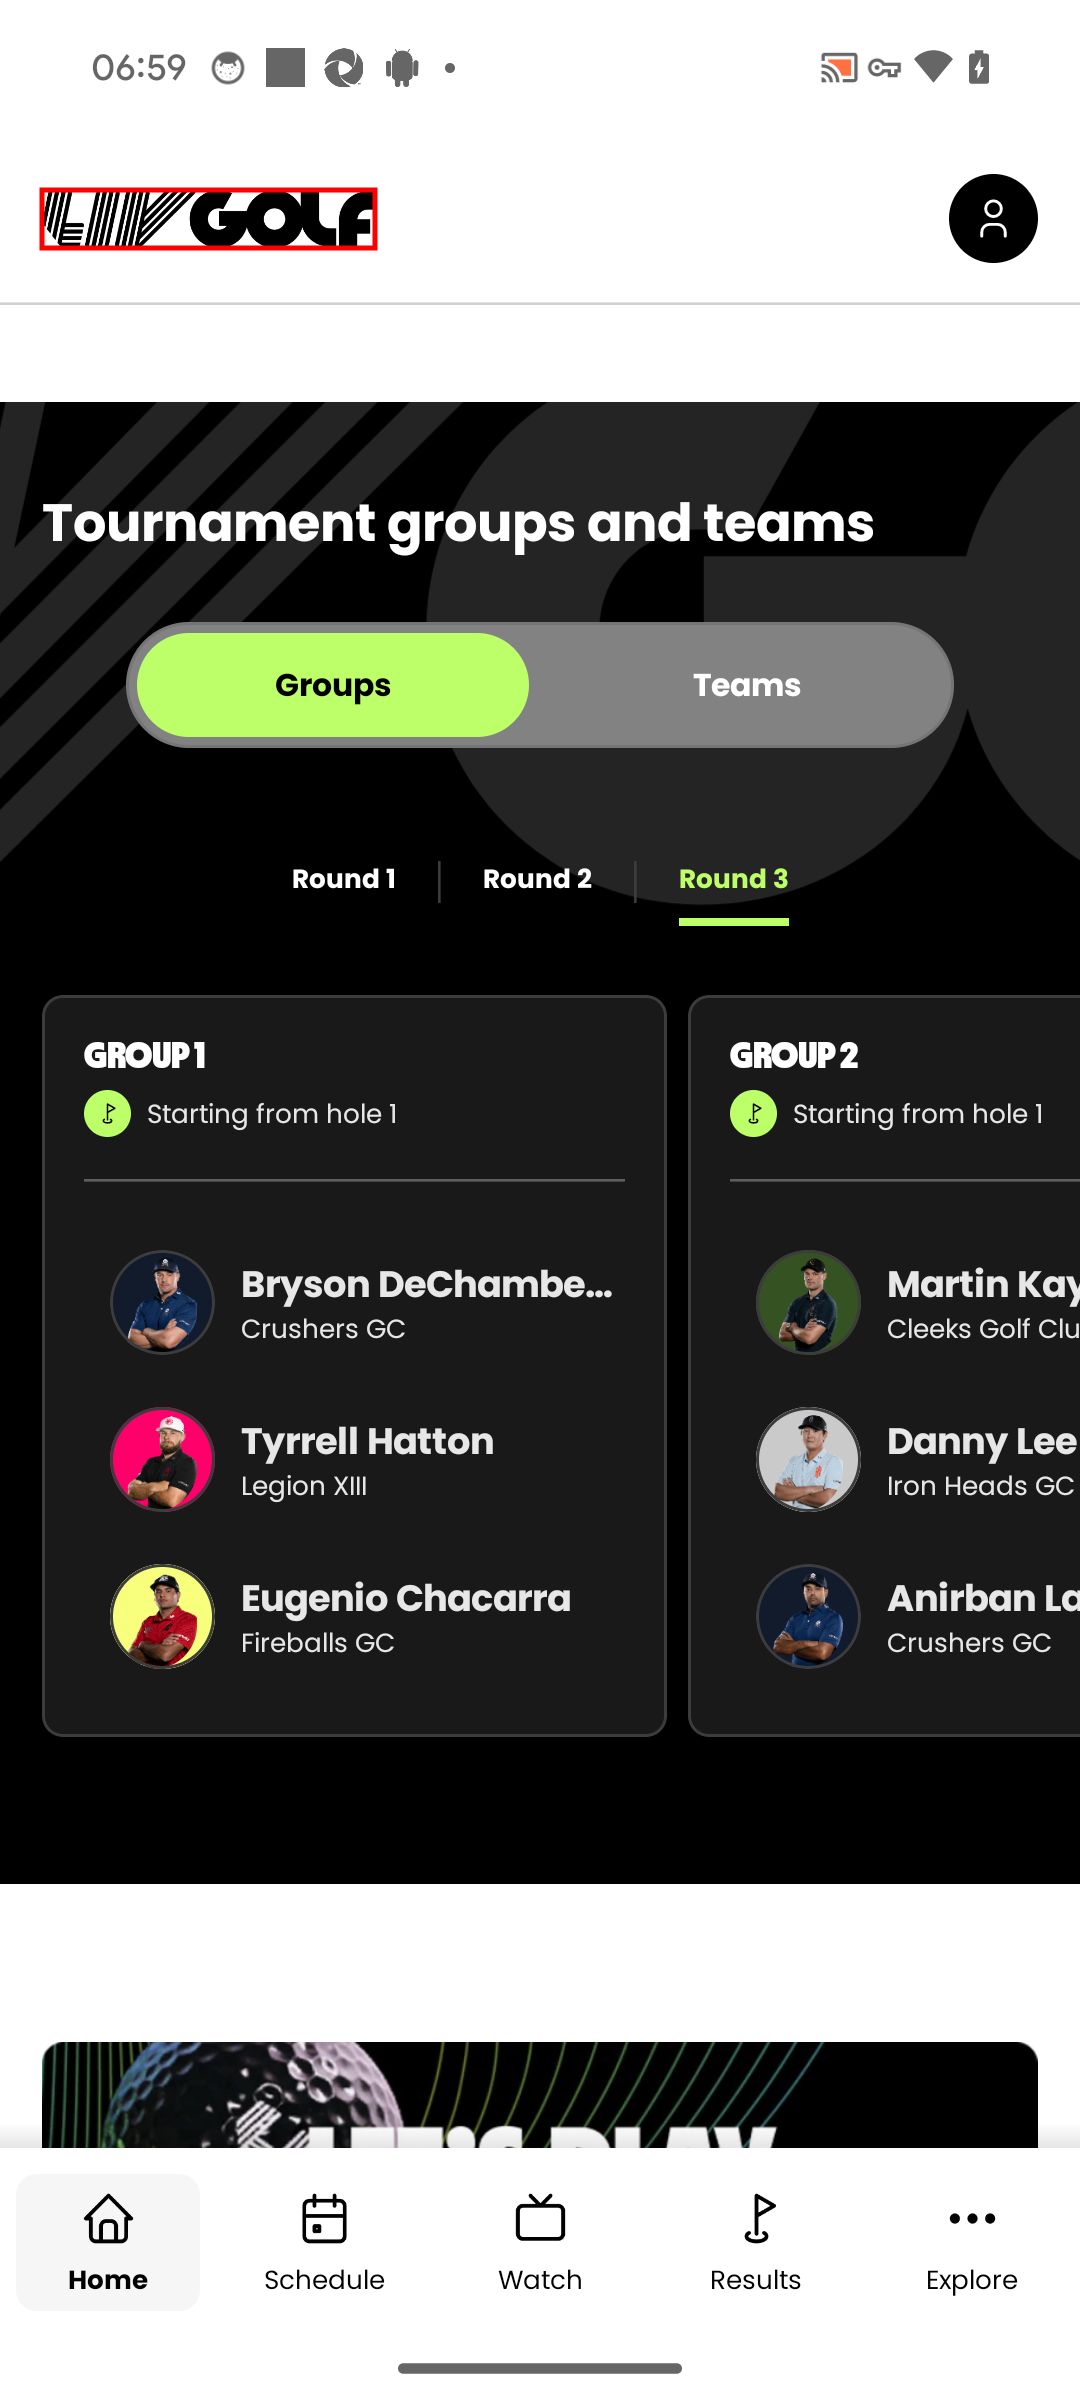 06:59
LIV GOLF
Tournament groups and teams
Groups
Teams
Round 1
Round 2
Round 3
GROUP 1
Starting from hole 1
Bryson DeChambe...
Crushers GC
Tyrrell Hatton
Legion XIII
Eugenio Chacarra
Fireballs GC
GROUP 2
Starting from hole 1
Martin Kay
Cleeks Golf Clu
Danny Lee
Iron Heads GC
Anirban La
Crushers GC
LET'S PLAY
Home
Schedule
Watch
Results
Explore